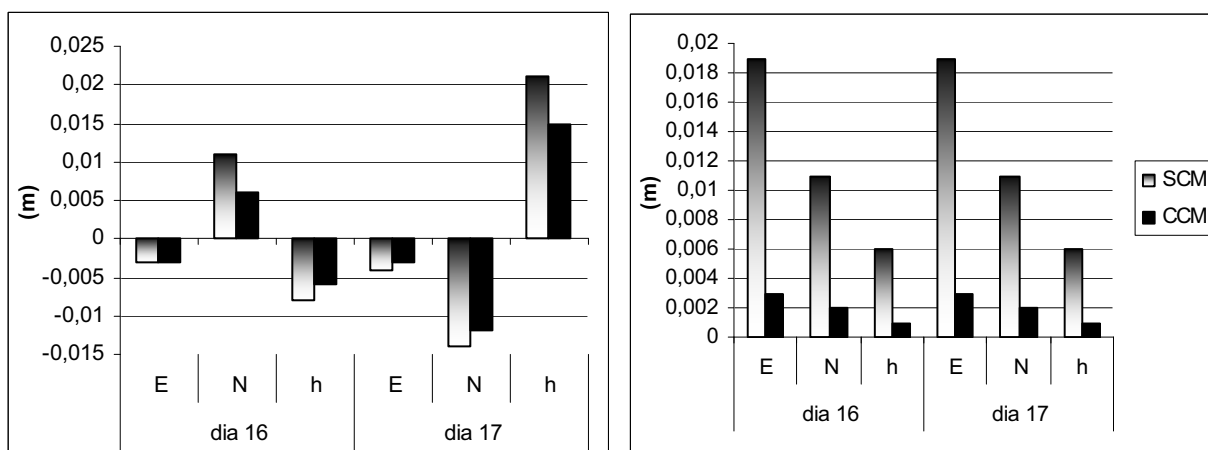 0,025
0,02
0,015
0,01
0,005
0
-0,005
-0,01
-0,015
(m)
E N h E N h
dia 16 dia 17
0,02
0,018
0,016
0,014
0,012
0,01
0,008
0,006
0,004
0,002
0
(m)
E N h E N h
dia 16 dia 17
SCM
CCM